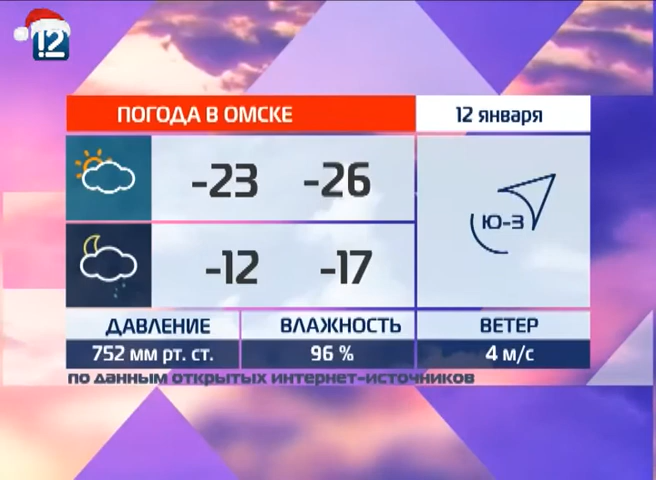 12
ПОГОДА В ОМСКЕ
12 января
-23 -26
Ю-З
-12 -17
ДАВЛЕНИЕ ВЛАЖНОСТЬ ВЕТЕР
752 мм рт. ст. 96 % 4 м/с
по данным открытых интернет-источников